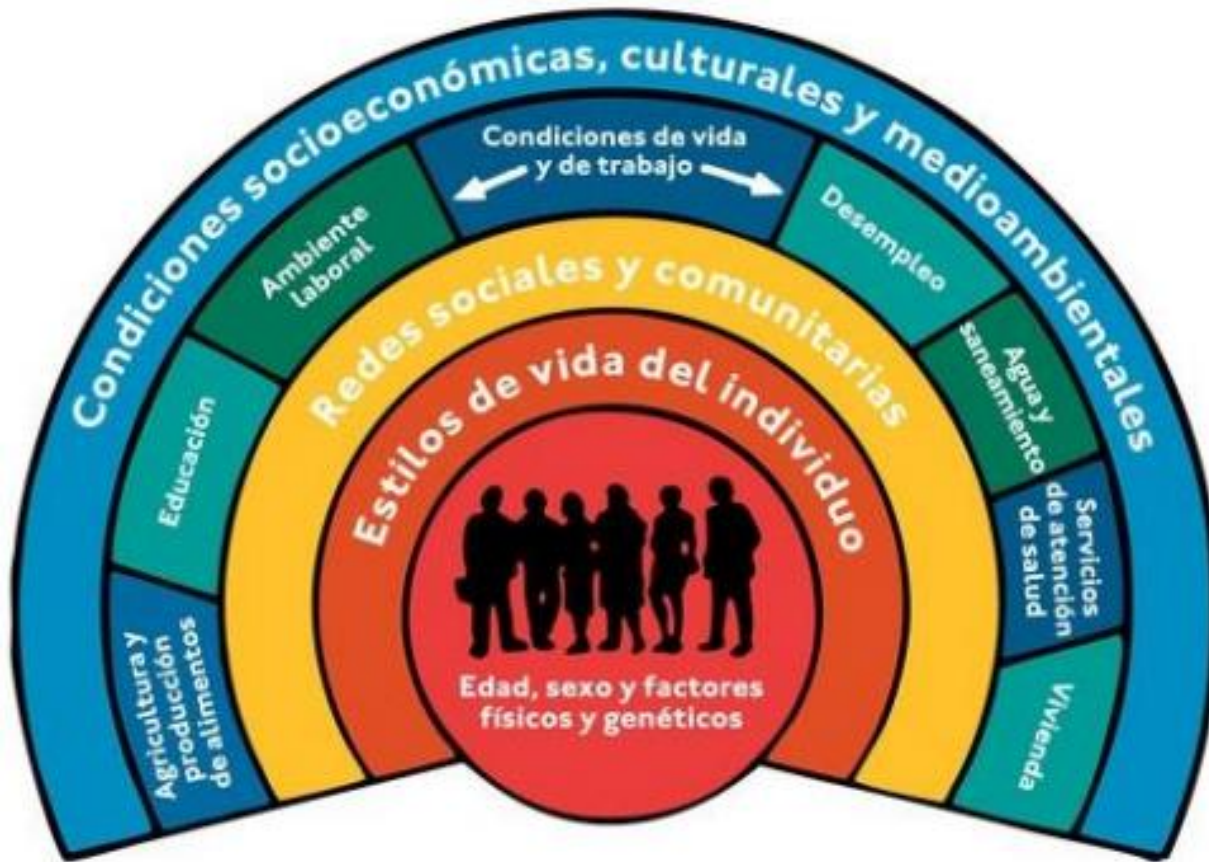 Condiciones socioeconómicas, culturales y medioambientales
Condiciones de vida
y de trabajo
Agricultura y
producción
de alimentos
Educación
Ambiente
laboral
Desempleo
Agua y
saneamiento
Servicios
de atención
de salud
Vivienda
Redes sociales y comunitarias
Estilos de vida del individuo
Edad, sexo y factores
físicos y genéticos